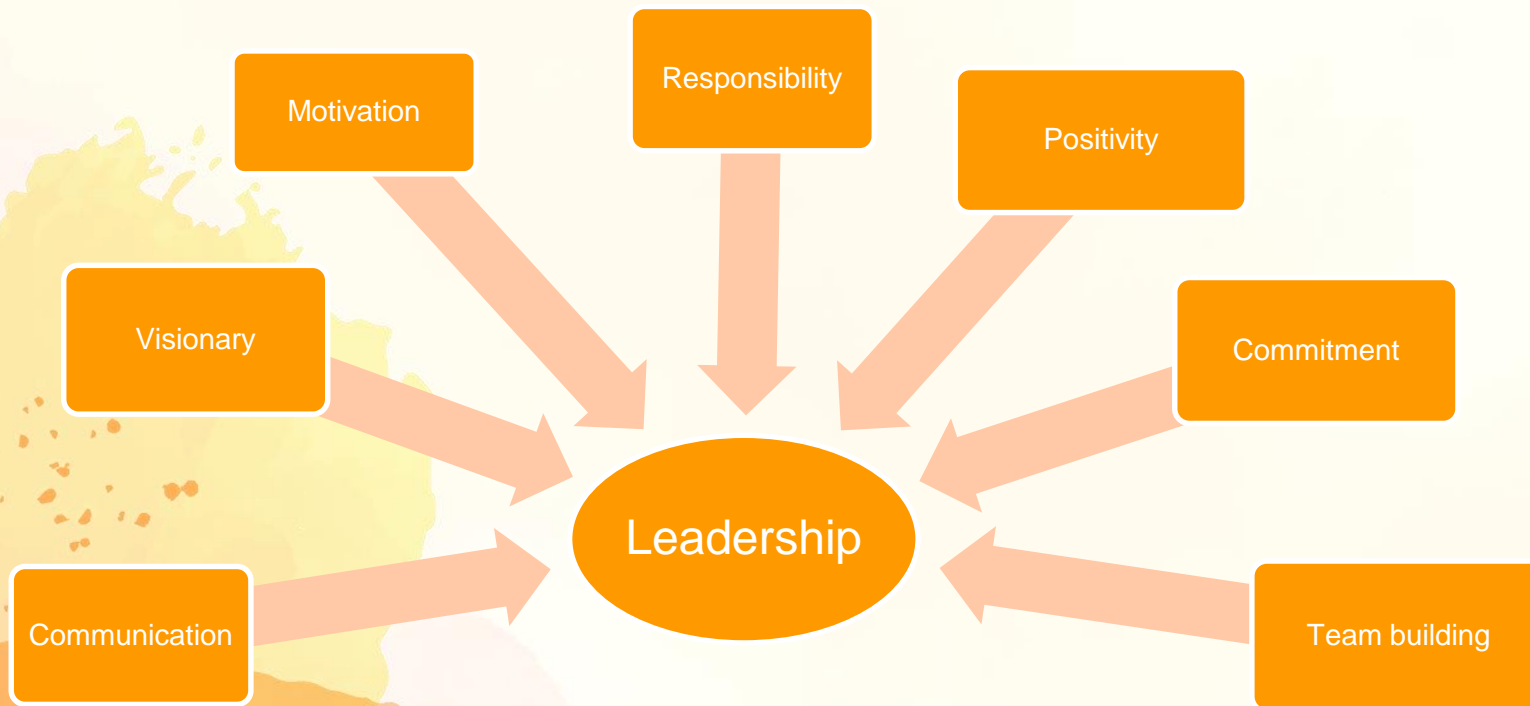 Responsibility
Motivation
Positivity
Visionary
Commitment
Leadership
Communication
Team building